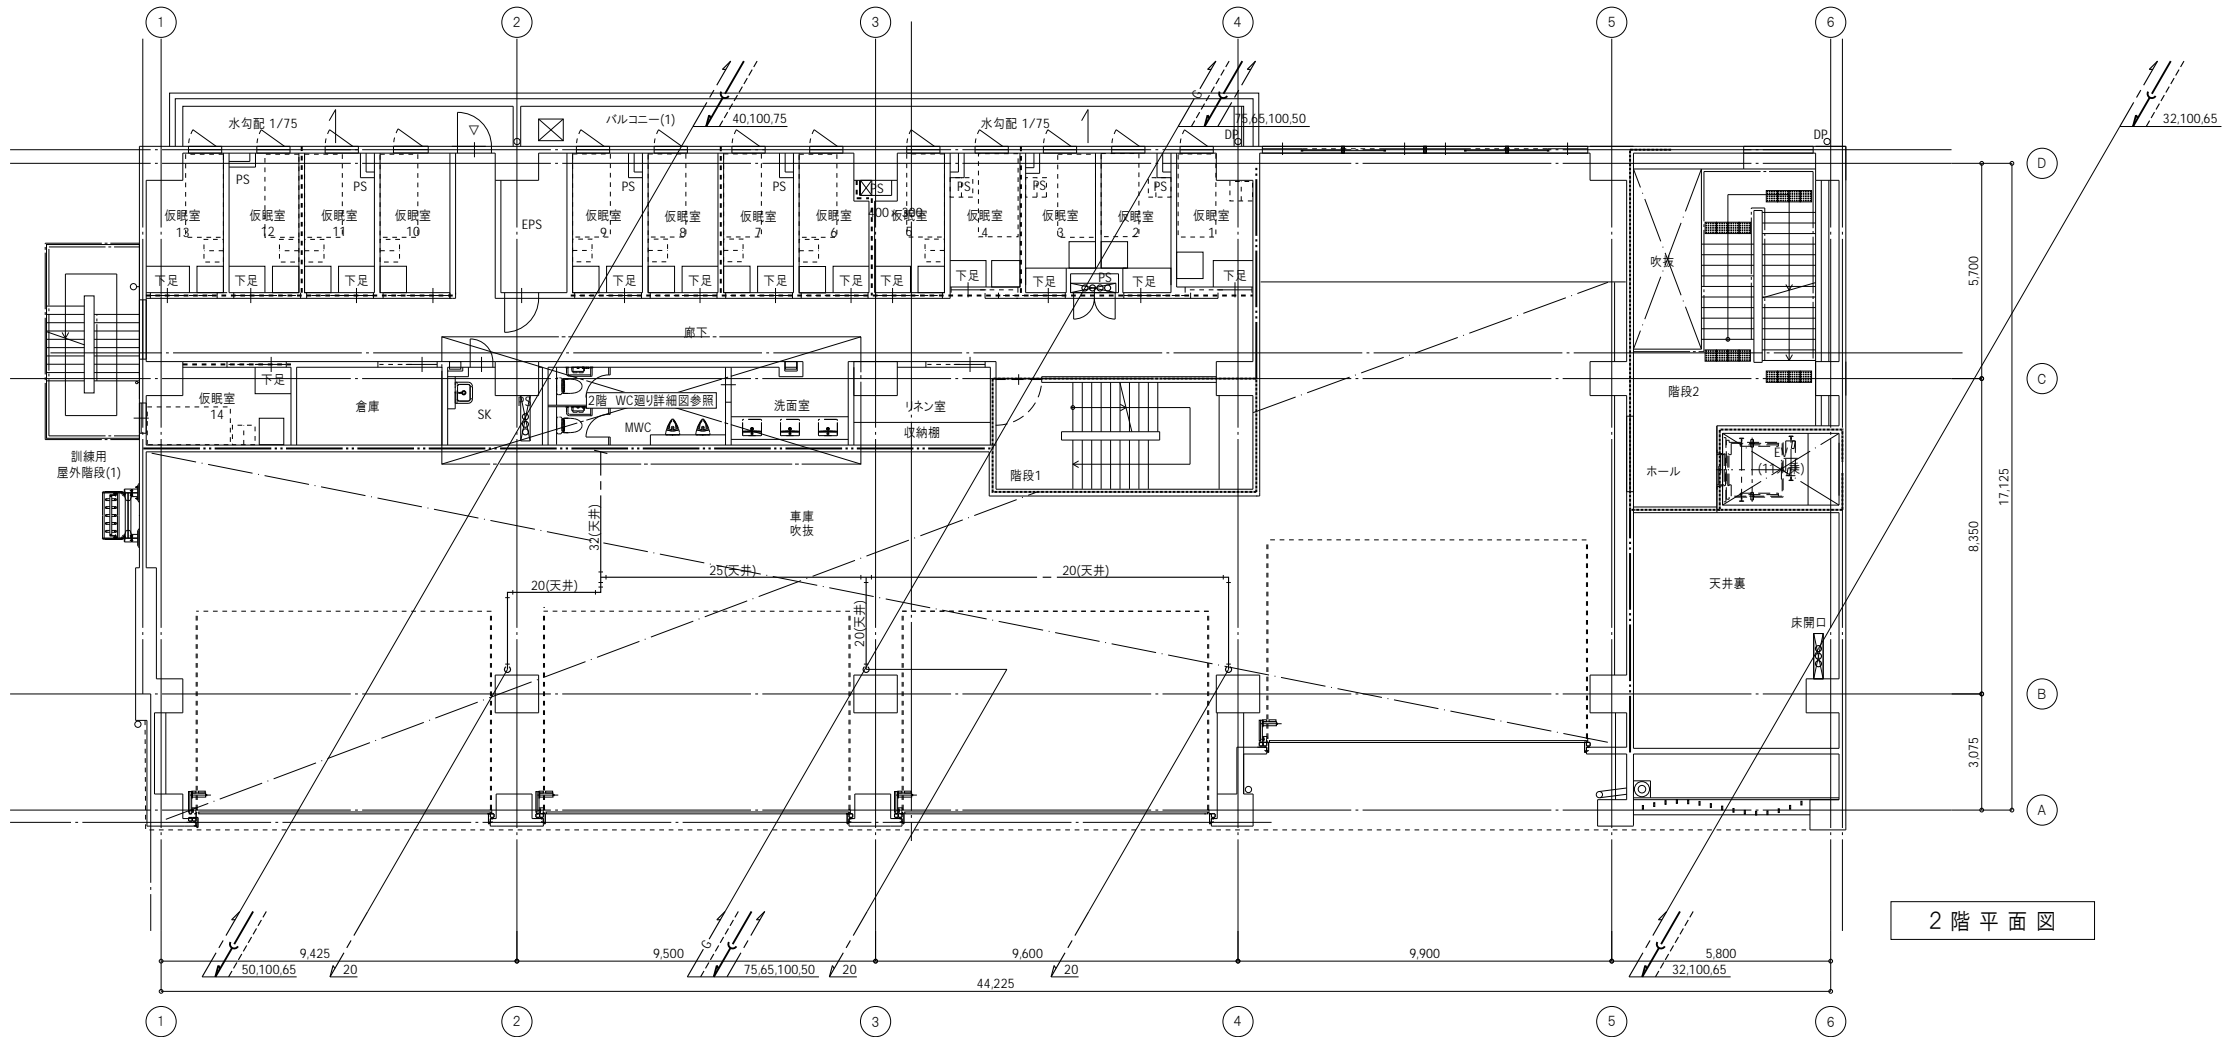 1
2
3
4
5
6
水勾配 1/75
バルコニー(1)
40,100,75
水勾配 1/75
G
75,65,100,50
DP
DP
32,100,65
D
PS
PS
PS
PS
PS
PS
PS
PS
仮眠室
13
仮眠室
12
仮眠室
11
仮眠室
10
EPS
仮眠室
9
仮眠室
8
仮眠室
7
仮眠室
6
仮眠室
5
仮眠室
4
仮眠室
3
仮眠室
2
仮眠室
1
吹抜
5,700
下足
下足
下足
下足
下足
下足
下足
下足
下足
PS
下足
下足
廊下
下足
仮眠室
14
倉庫
SK
PS
2階 WC廻り詳細図参照
MWC
洗面室
リネン室
収納棚
階段2
C
訓練用
屋外階段(1)
階段1
ホール
EV
17,125
車庫
吹抜
32(天井)
8,350
25(天井)
20(天井)
20(天井)
20(天井)
天井裏
床開口
B
3,075
A
2階平面図
G
9,425
9,500
9,600
9,900
5,800
50,100,65
20
75,65,100,50
20
20
32,100,65
44,225
1
2
3
4
5
6